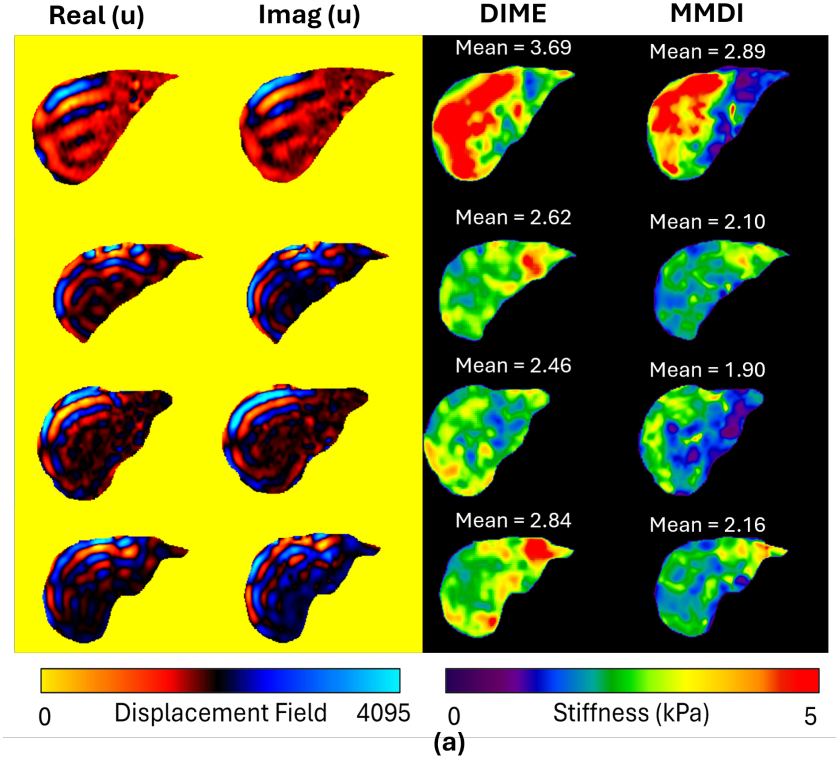 Real (u) Imag (u) DIME MMDI
Mean = 3.69 Mean = 2.89
Mean = 2.62 Mean = 2.10
Mean = 2.46 Mean = 1.90
Mean = 2.84 Mean = 2.16
0 Displacement Field 4095 0 Stiffness (kPa) 5
(a)